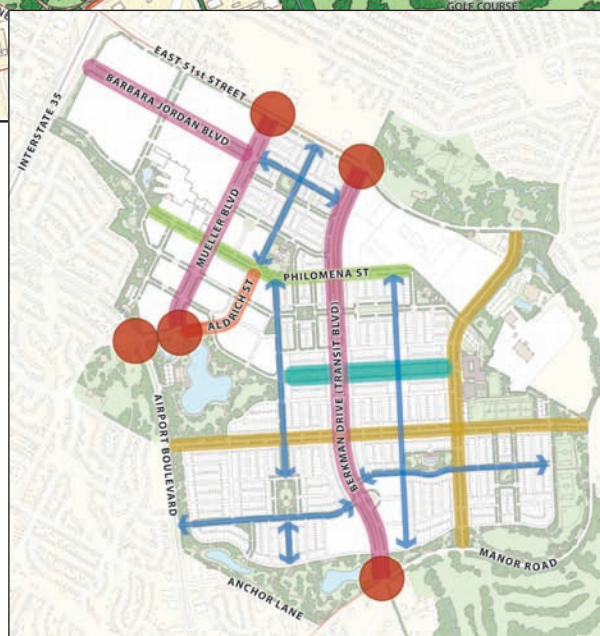 GOLF COURSE
EAST 51st STREET
BARBARA JORDAN BLVD
INTERSTATE 35
MUELLER BLVD
PHILOMENA ST
ALDRICH ST
BERKMAN DRIVE (TRANSIT BLVD)
AIRPORT BOULEVARD
MANOR ROAD
ANCHOR LANE